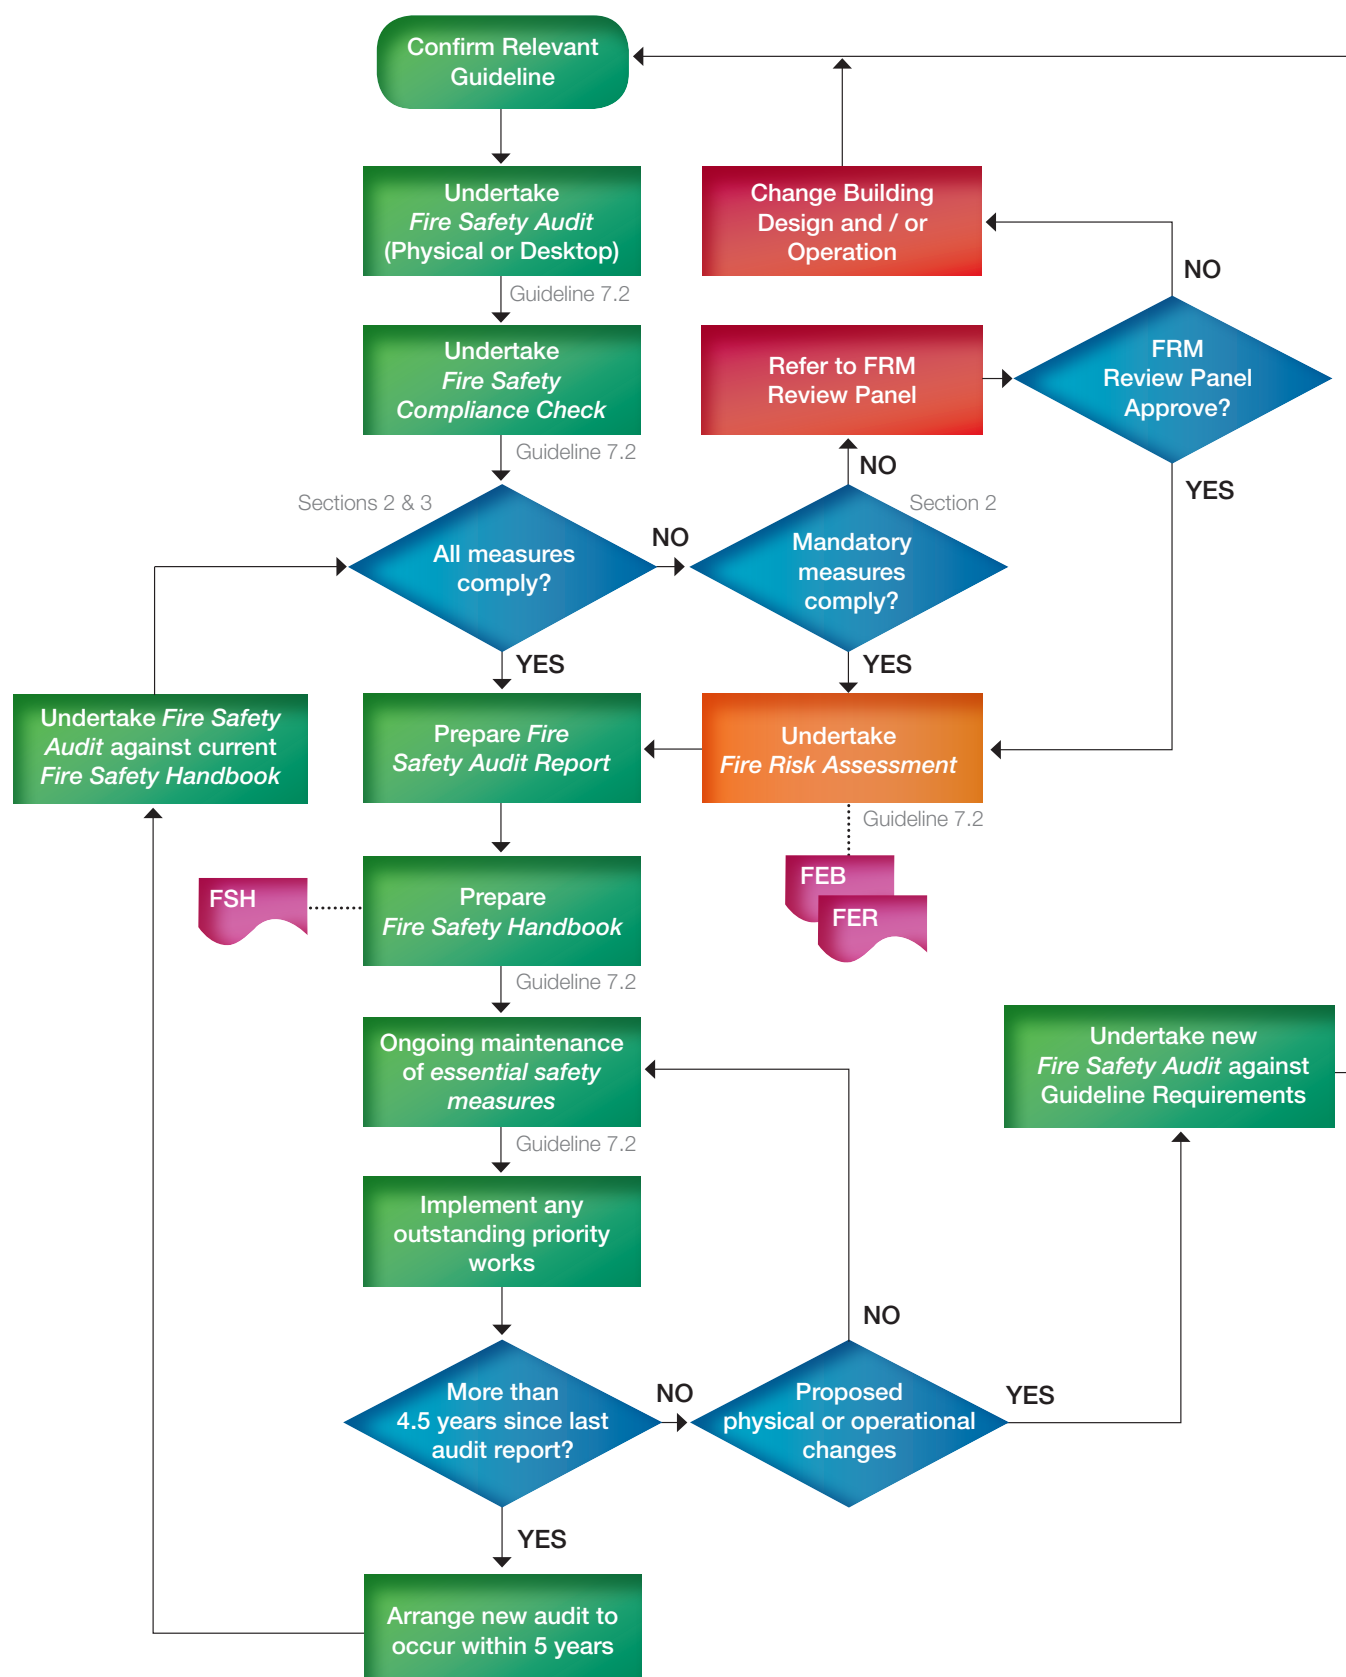 Confirm Relevant
Guideline
Undertake
Fire Safety Audit
(Physical or Desktop)
Guideline 7.2
Change Building
Design and / or
Operation
NO
Undertake
Fire Safety
Compliance Check
Guideline 7.2
Refer to FRM
Review Panel
FRM
Review Panel
Approve?
NO
YES
Sections 2 & 3
All measures
comply?
NO
Section 2
Mandatory
measures
comply?
YES
YES
Undertake Fire Safety
Audit against current
Fire Safety Handbook
Prepare Fire
Safety Audit Report
Undertake
Fire Risk Assessment
Guideline 7.2
FSH
Prepare
Fire Safety Handbook
Guideline 7.2
FEB
FER
Ongoing maintenance
of essential safety
measures
Guideline 7.2
Undertake new
Fire Safety Audit against
Guideline Requirements
Implement any
outstanding priority
works
NO
More than
4.5 years since last
audit report?
NO
Proposed
physical or operational
changes
YES
YES
Arrange new audit to
occur within 5 years